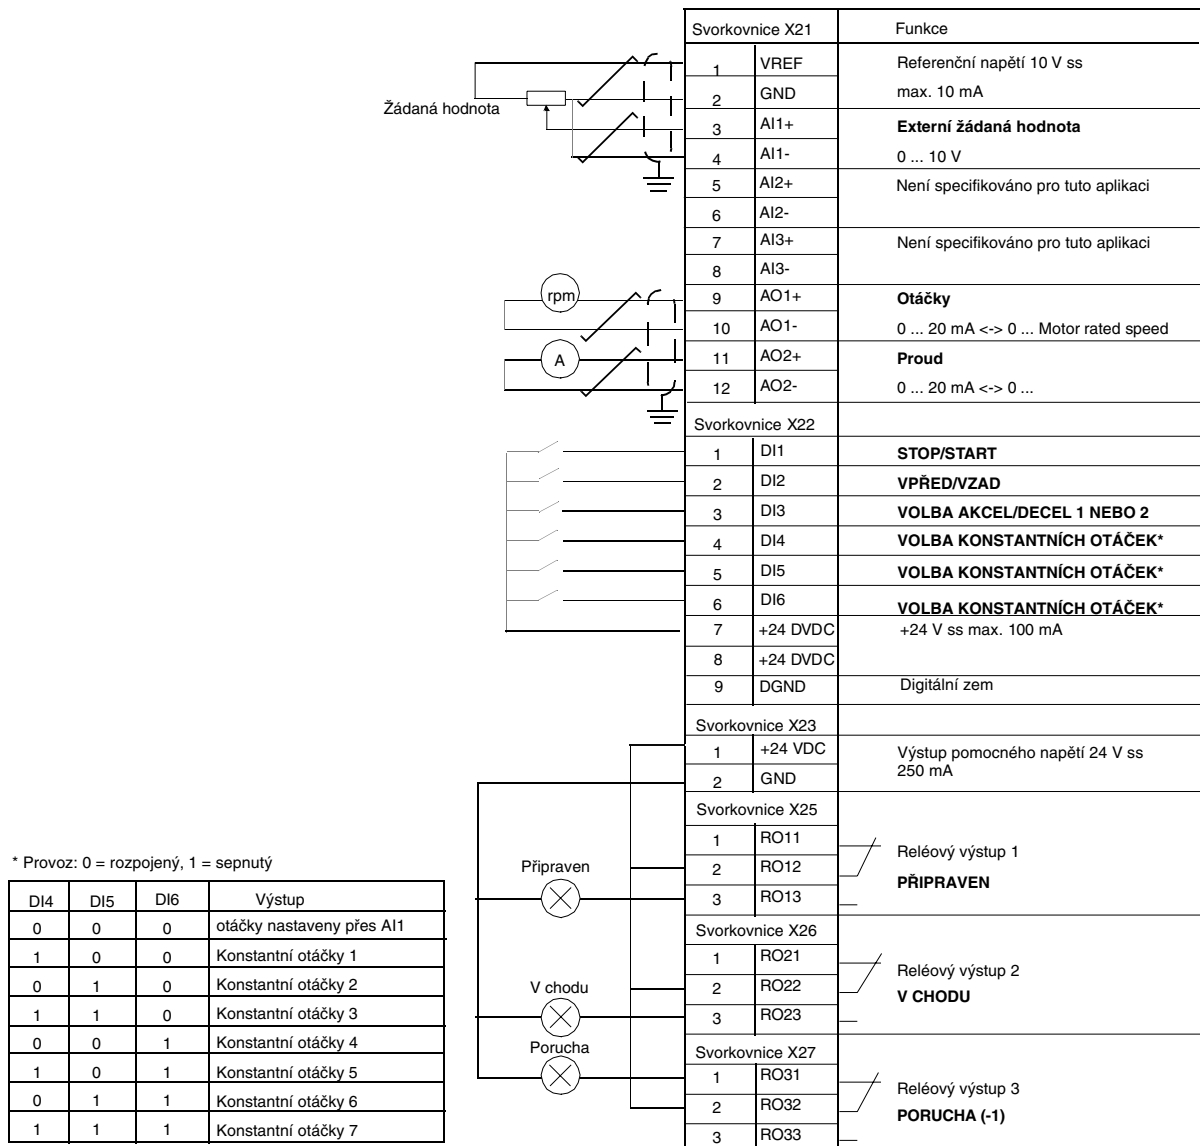 Svorkovnice X21 Funkce
1 VREF Referenční napětí 10 V ss
2 GND max. 10 mA
Žádaná hodnota
3 AI1+ Externí žádaná hodnota
4 AI1- 0 ... 10 V
5 AI2+ Není specifikováno pro tuto aplikaci
6 AI2-
7 AI3+ Není specifikováno pro tuto aplikaci
8 AI3-
rpm
9 AO1+ Otáčky
10 AO1- 0 ... 20 mA <-> 0 ... Motor rated speed
A
11 AO2+ Proud
12 AO2- 0 ... 20 mA <-> 0 ...
Svorkovnice X22
1 DI1 STOP/START
2 DI2 VPŘED/VZAD
3 DI3 VOLBA AKCEL/DECEL 1 NEBO 2
4 DI4 VOLBA KONSTANTNÍCH OTÁČEK*
5 DI5 VOLBA KONSTANTNÍCH OTÁČEK*
6 DI6 VOLBA KONSTANTNÍCH OTÁČEK*
7 +24 DVDC +24 V ss max. 100 mA
8 +24 DVDC
9 DGND Digitální zem
Svorkovnice X23
1 +24 VDC Výstup pomocného napětí 24 V ss
2 GND 250 mA
Svorkovnice X25
1 RO11 Reléový výstup 1
Připraven
2 RO12 PŘIPRAVEN
3 RO13
Svorkovnice X26
1 RO21 Reléový výstup 2
V chodu
2 RO22 V CHODU
3 RO23
Porucha
Svorkovnice X27
1 RO31 Reléový výstup 3
2 RO32 PORUCHA (-1)
3 RO33
* Provoz: 0 = rozpojený, 1 = sepnutý
DI4 DI5 DI6 Výstup
0 0 0 otáčky nastaveny přes AI1
1 0 0 Konstantní otáčky 1
0 1 0 Konstantní otáčky 2
1 1 0 Konstantní otáčky 3
0 0 1 Konstantní otáčky 4
1 0 1 Konstantní otáčky 5
0 1 1 Konstantní otáčky 6
1 1 1 Konstantní otáčky 7